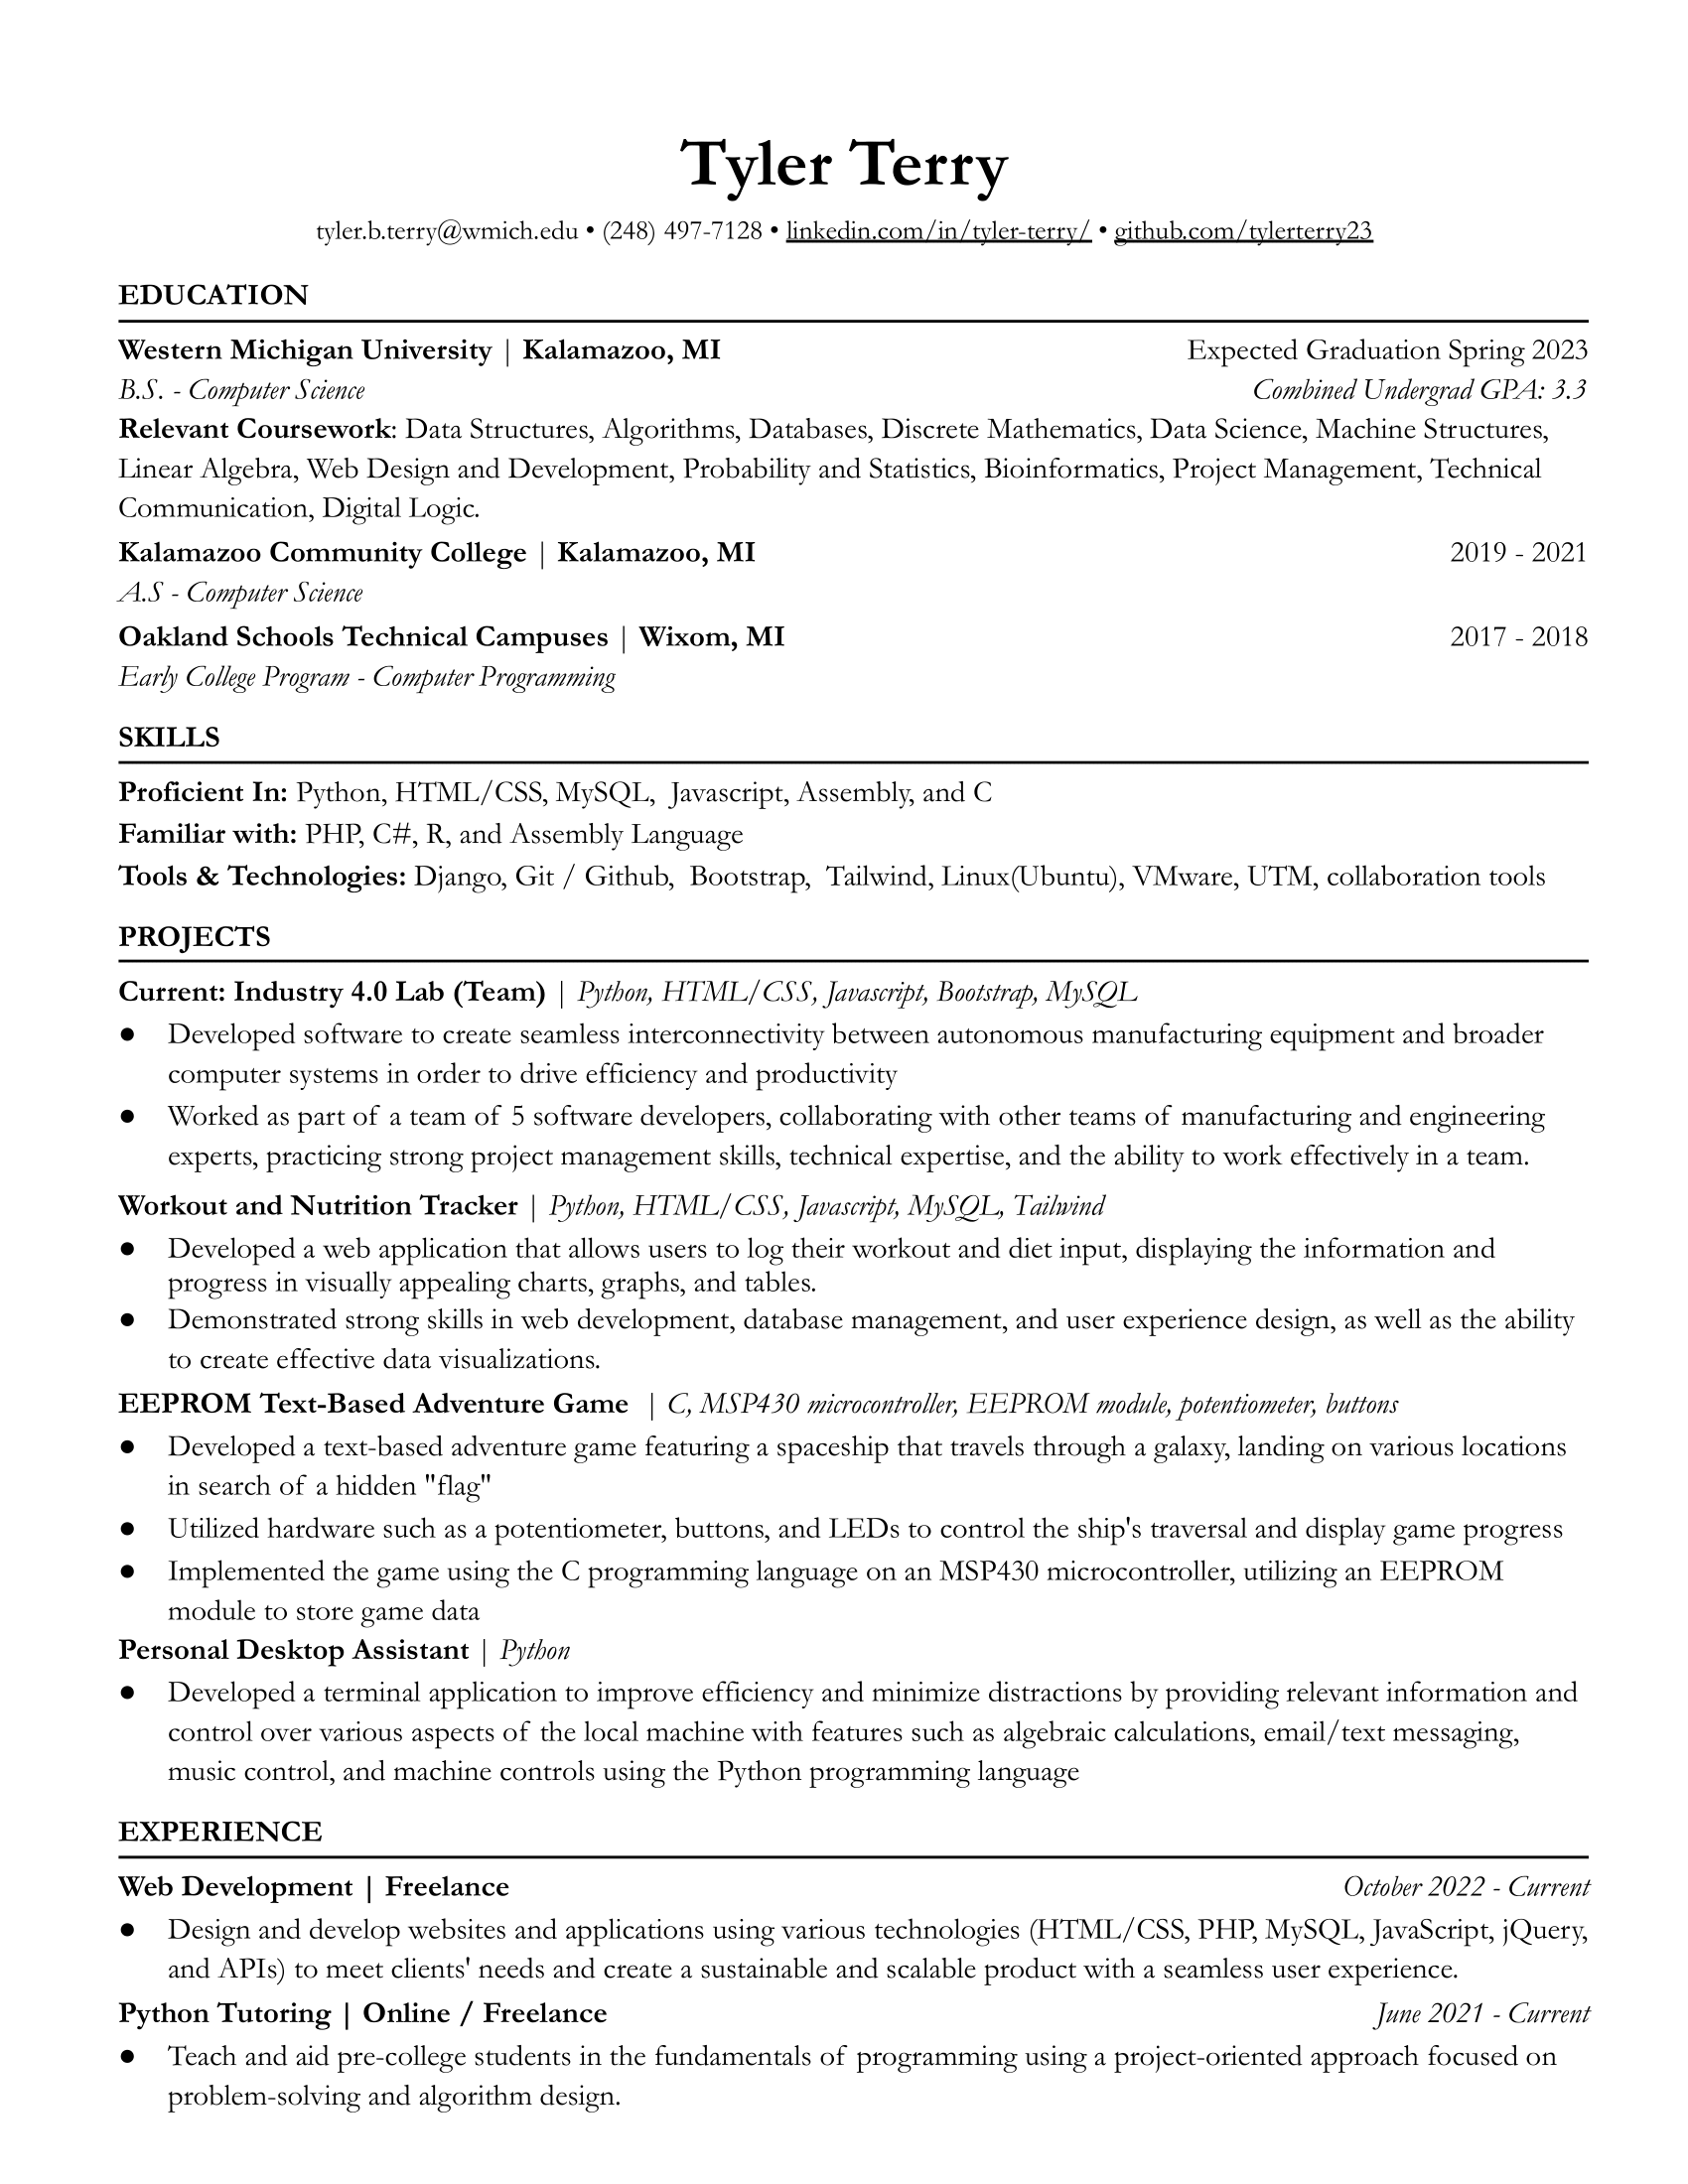 Tyler Terry
tyler.b.terry@wmich.edu • (248) 497-7128 • linkedin.com/in/tyler-terry/ • github.com/tylerterry23
EDUCATION
Western Michigan University | Kalamazoo, MI Expected Graduation Spring 2023
B.S. - Computer Science Combined Undergrad GPA: 3.3
Relevant Coursework: Data Structures, Algorithms, Databases, Discrete Mathematics, Data Science, Machine Structures,
Linear Algebra, Web Design and Development, Probability and Statistics, Bioinformatics, Project Management, Technical
Communication, Digital Logic.
Kalamazoo Community College | Kalamazoo, MI 2019 - 2021
A.S - Computer Science
Oakland Schools Technical Campuses | Wixom, MI 2017 - 2018
Early College Program - Computer Programming
SKILLS
Proficient In: Python, HTML/CSS, MySQL, Javascript, Assembly, and C
Familiar with: PHP, C#, R, and Assembly Language
Tools & Technologies: Django, Git / Github, Bootstrap, Tailwind, Linux(Ubuntu), VMware, UTM, collaboration tools
PROJECTS
Current: Industry 4.0 Lab (Team) | Python, HTML/CSS, Javascript, Bootstrap, MySQL
● Developed software to create seamless interconnectivity between autonomous manufacturing equipment and broader
computer systems in order to drive efficiency and productivity
● Worked as part of a team of 5 software developers, collaborating with other teams of manufacturing and engineering
experts, practicing strong project management skills, technical expertise, and the ability to work effectively in a team.
Workout and Nutrition Tracker | Python, HTML/CSS, Javascript, MySQL, Tailwind
● Developed a web application that allows users to log their workout and diet input, displaying the information and
progress in visually appealing charts, graphs, and tables.
● Demonstrated strong skills in web development, database management, and user experience design, as well as the ability
to create effective data visualizations.
EEPROM Text-Based Adventure Game | C, MSP430 microcontroller, EEPROM module, potentiometer, buttons
● Developed a text-based adventure game featuring a spaceship that travels through a galaxy, landing on various locations
in search of a hidden "flag"
● Utilized hardware such as a potentiometer, buttons, and LEDs to control the ship's traversal and display game progress
● Implemented the game using the C programming language on an MSP430 microcontroller, utilizing an EEPROM
module to store game data
Personal Desktop Assistant | Python
● Developed a terminal application to improve efficiency and minimize distractions by providing relevant information and
control over various aspects of the local machine with features such as algebraic calculations, email/text messaging,
music control, and machine controls using the Python programming language
EXPERIENCE
Web Development | Freelance October 2022 - Current
● Design and develop websites and applications using various technologies (HTML/CSS, PHP, MySQL, JavaScript, jQuery,
and APIs) to meet clients' needs and create a sustainable and scalable product with a seamless user experience.
Python Tutoring | Online / Freelance June 2021 - Current
● Teach and aid pre-college students in the fundamentals of programming using a project-oriented approach focused on
problem-solving and algorithm design.